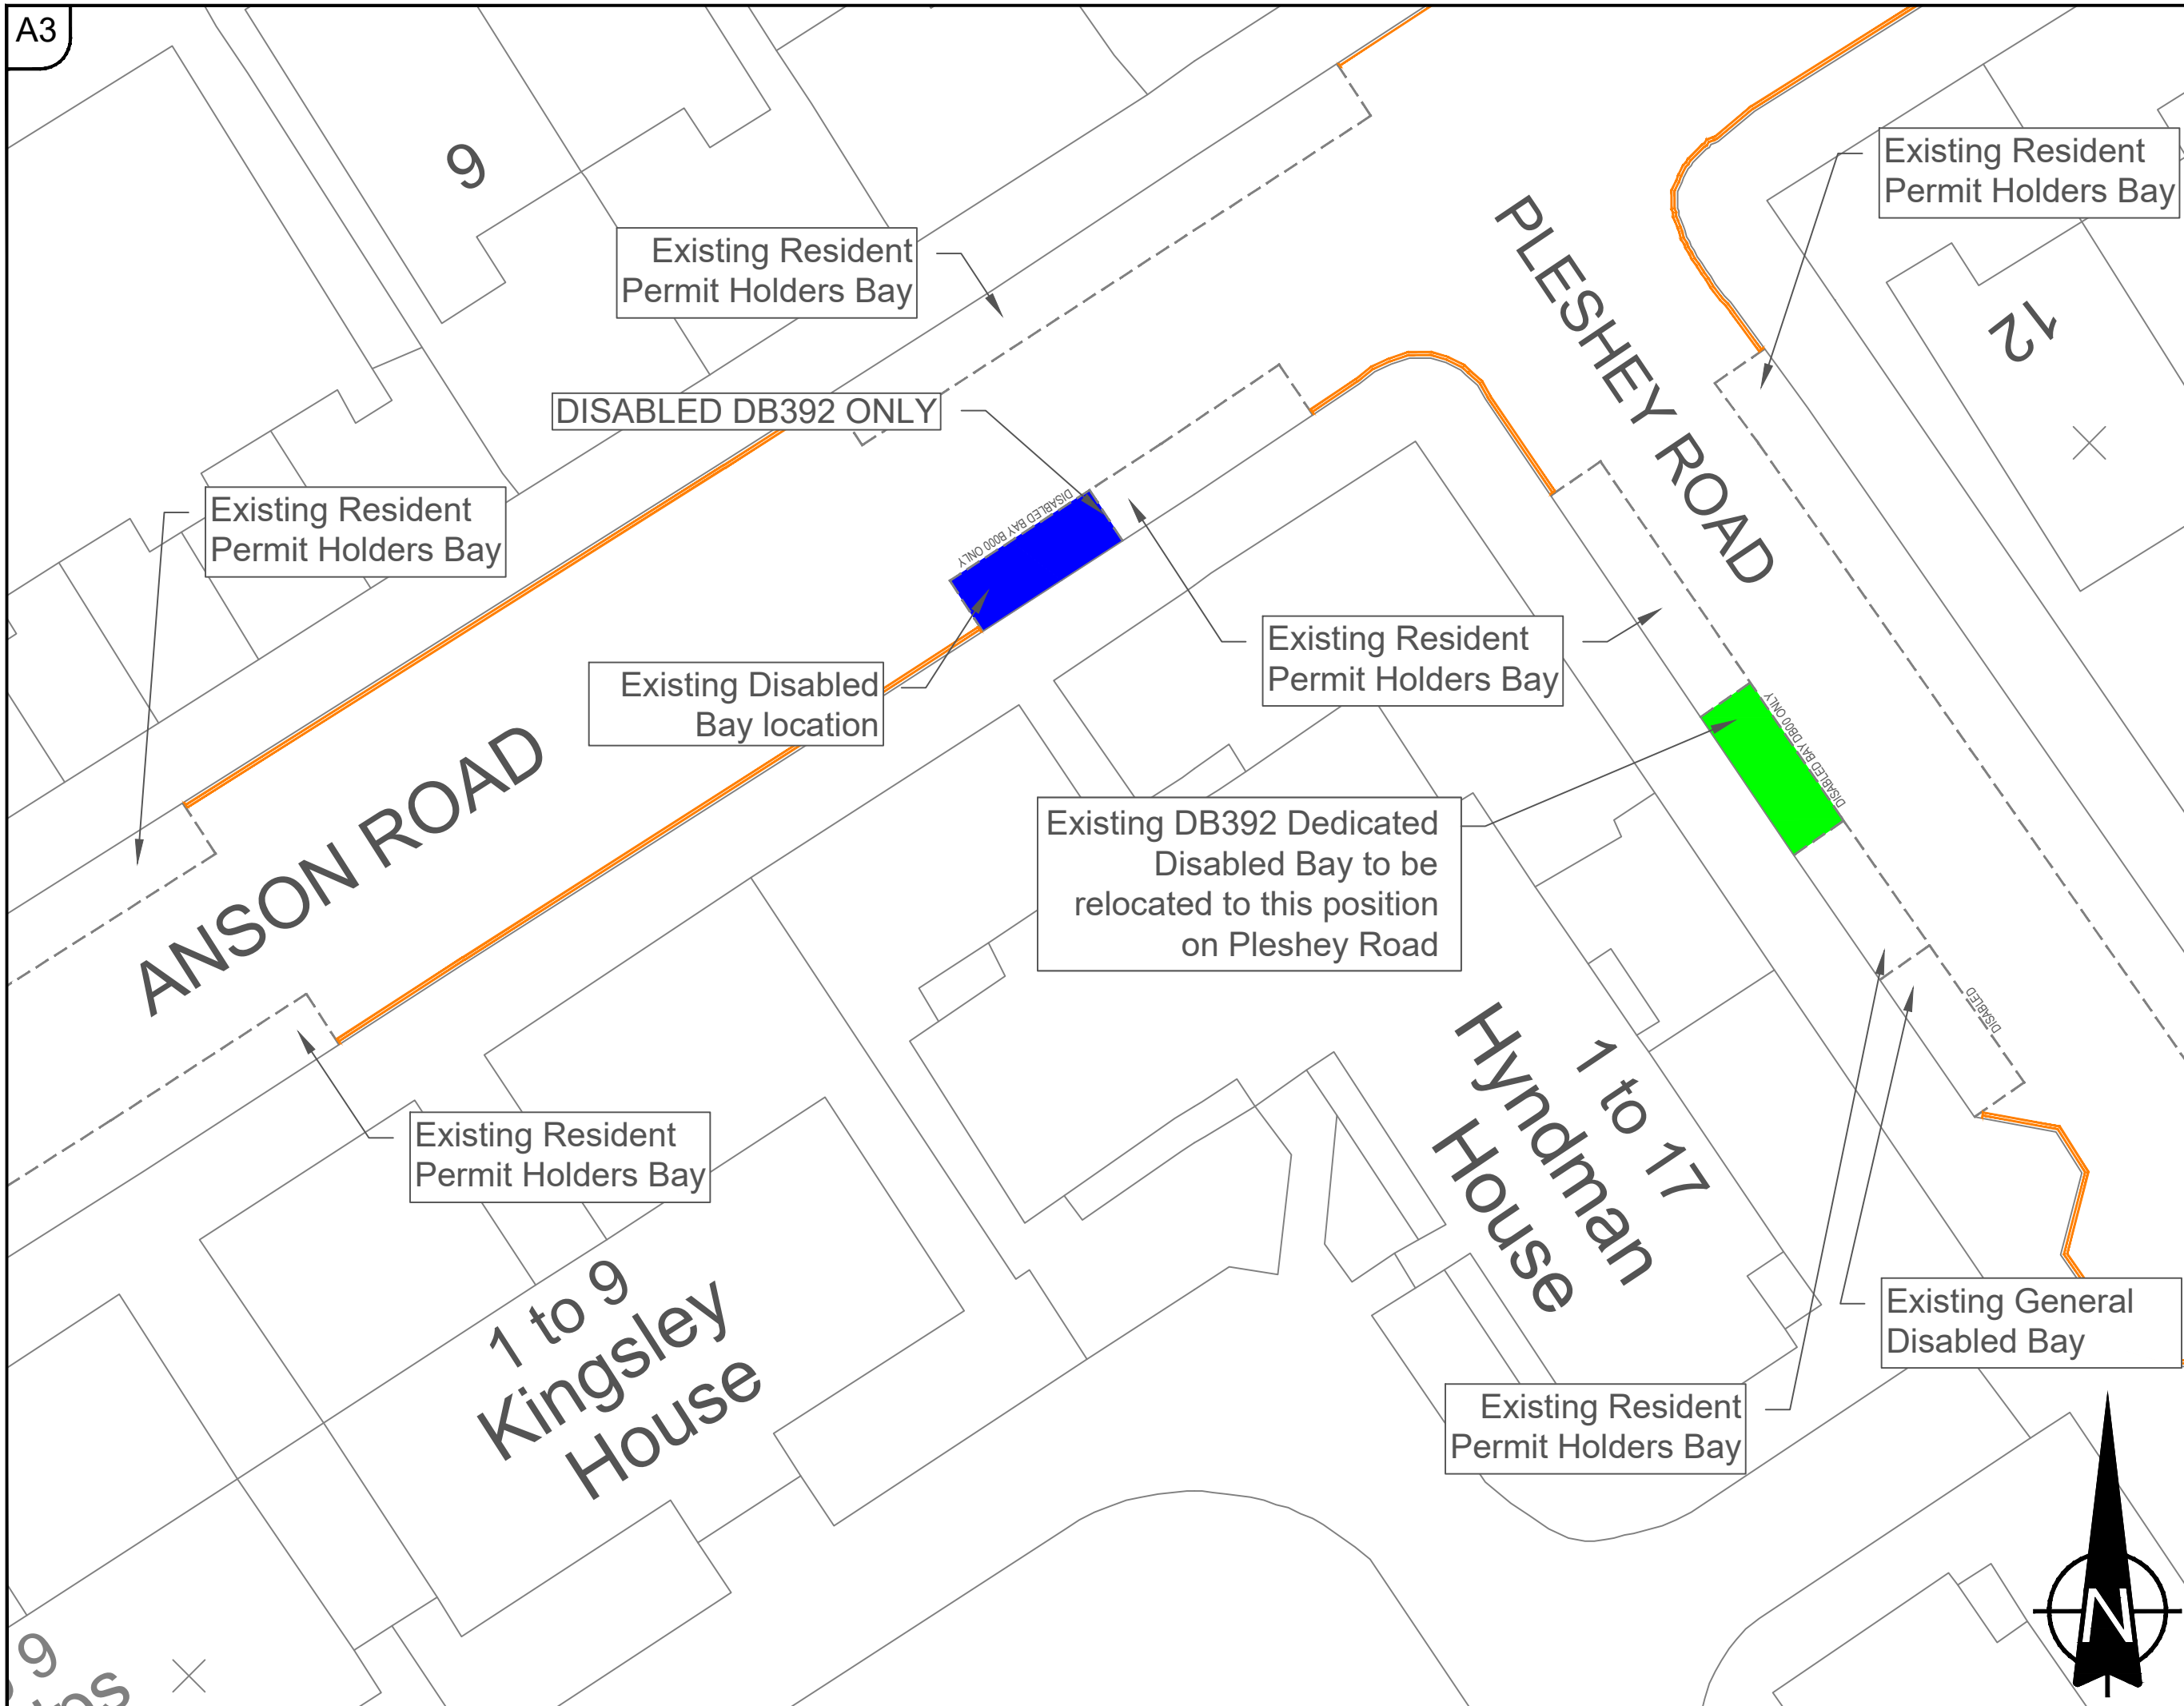 A3
9
Existing Resident
Permit Holders Bay
Existing Resident
Permit Holders Bay
PLESHEY ROAD
12
DISABLED DB392 ONLY
DISABLED BAY B000 ONLY
Existing Resident
Permit Holders Bay
Existing Resident
Permit Holders Bay
Existing Disabled
Bay location
DISABLED BAY DB000 ONLY
ANSON ROAD
Existing DB392 Dedicated
Disabled Bay to be
relocated to this position
on Pleshey Road
DISABLED
1 to 17
Hyndman
House
Existing Resident
Permit Holders Bay
1 to 9
Kingsley
House
Existing General
Disabled Bay
Existing Resident
Permit Holders Bay
N
9